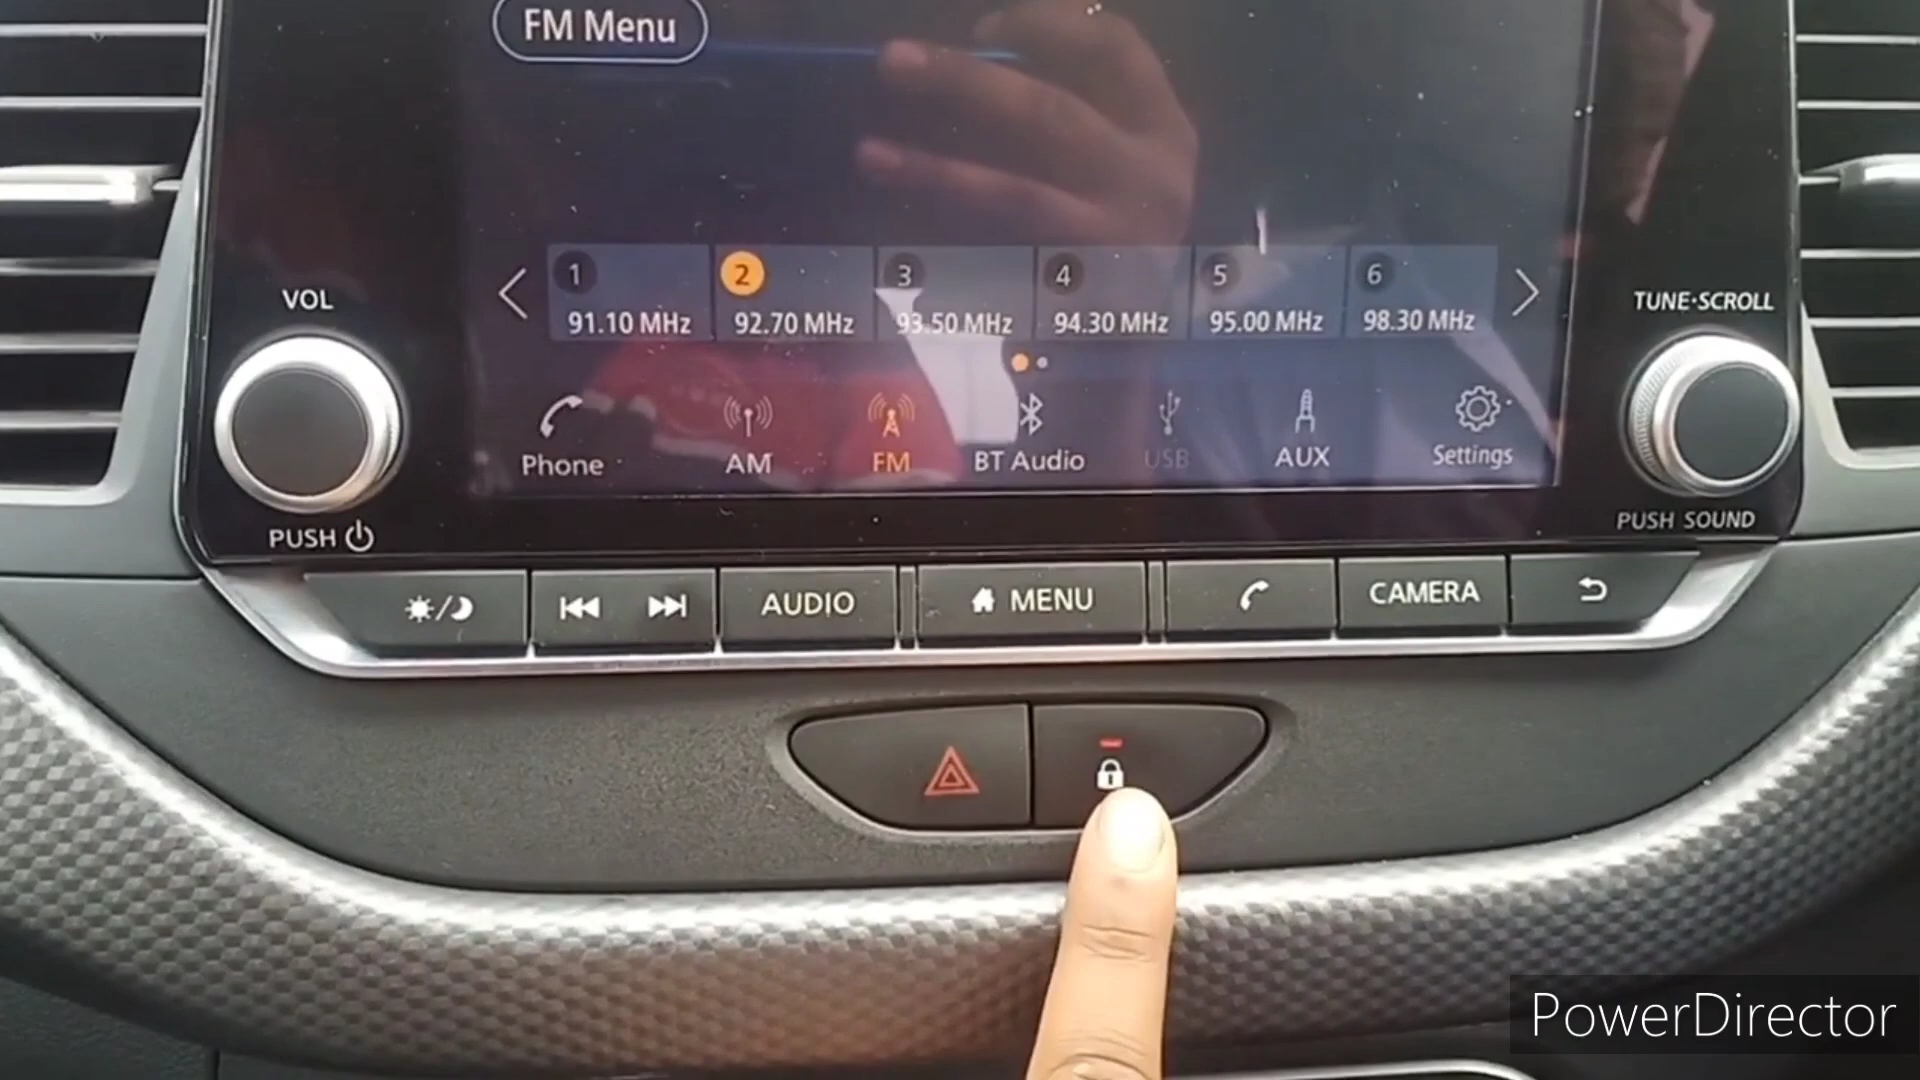 FM Menu
1 2 3 4 5 6
91.10 MHz 92.70 MHz 93.50 MHz 94.30 MHz 95.00 MHz 98.30 MHz
VOL
TUNE·SCROLL
Phone AM FM BT Audio USB AUX Settings
PUSH
PUSH SOUND
AUDIO MENU CAMERA
PowerDirector